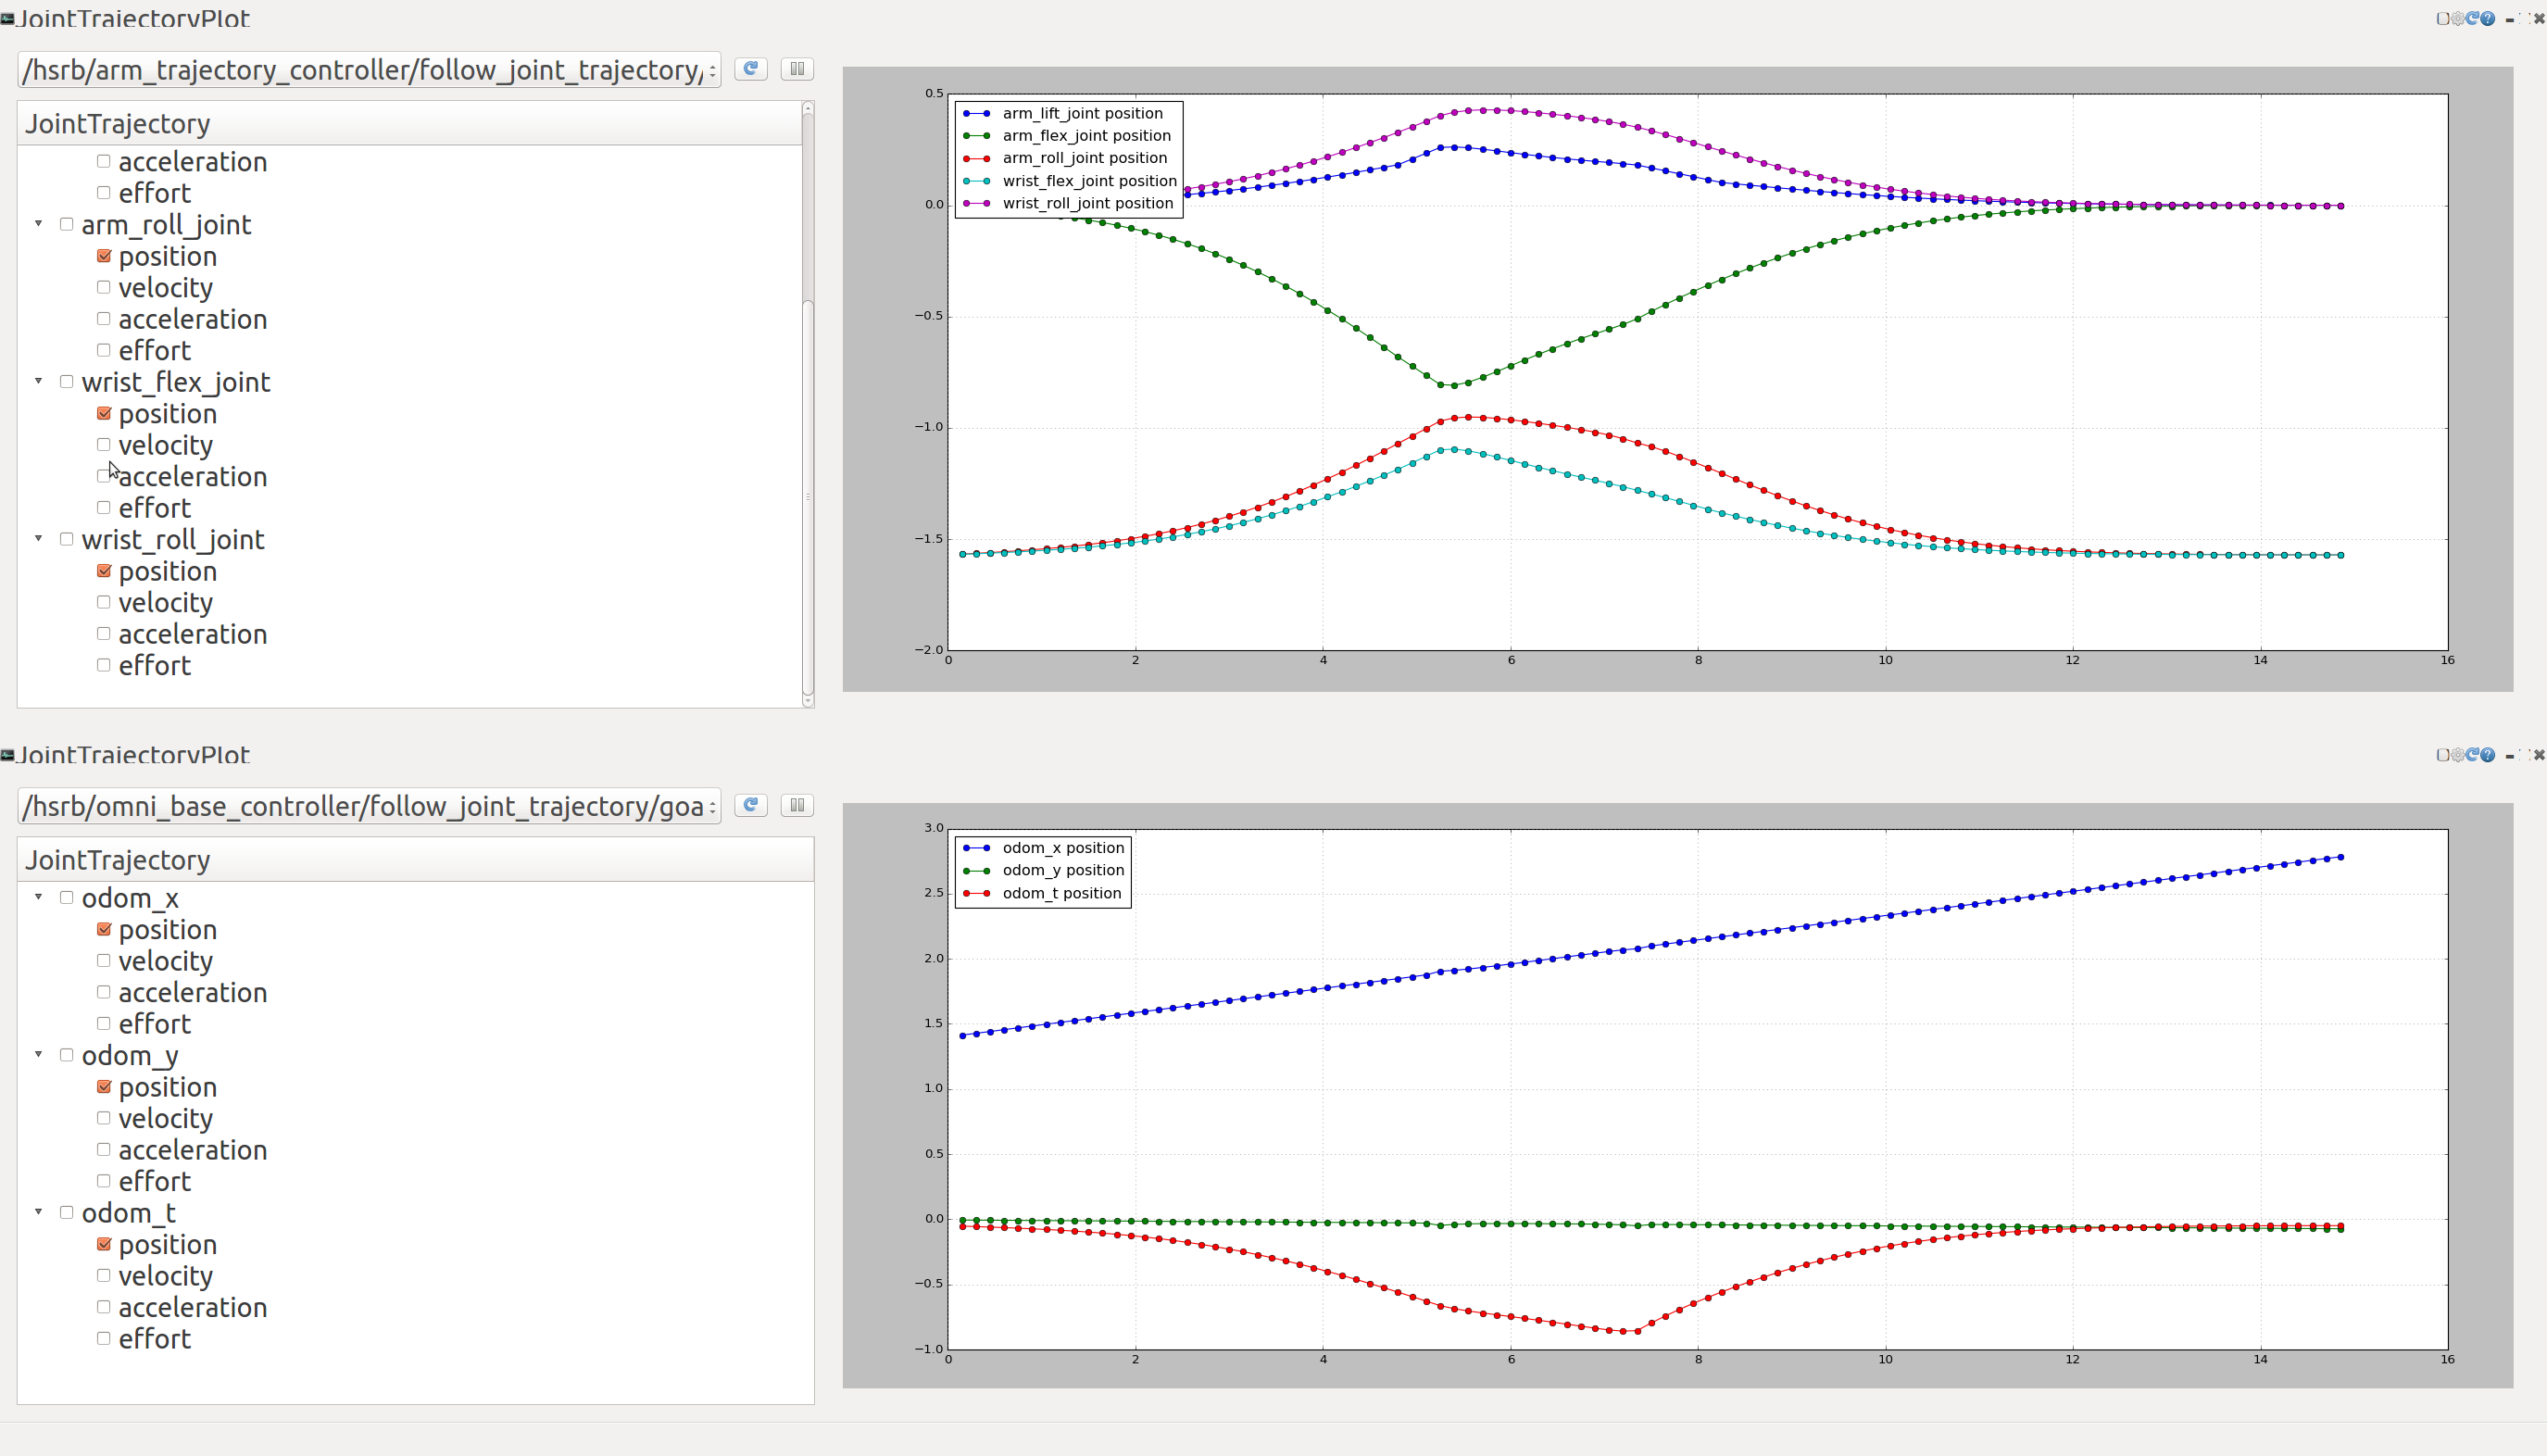 JointTrajectoryPlot
/hsrb/arm_trajectory_controller/follow_joint_trajectory/
JointTrajectory
acceleration
effort
arm_roll_joint
position
velocity
acceleration
effort
wrist_flex_joint
position
velocity
acceleration
effort
wrist_roll_joint
position
velocity
acceleration
effort
0.5
0.0
−0.5
−1.0
−1.5
−2.0
arm_lift_joint position
arm_flex_joint position
arm_roll_joint position
wrist_flex_joint position
wrist_roll_joint position
0 2 4 6 8 10 12 14 16
JointTrajectoryPlot
/hsrb/omni_base_controller/follow_joint_trajectory/goa
JointTrajectory
odom_x
position
velocity
acceleration
effort
odom_y
position
velocity
acceleration
effort
odom_t
position
velocity
acceleration
effort
3.0
2.5
2.0
1.5
1.0
0.5
0.0
−0.5
−1.0
odom_x position
odom_y position
odom_t position
0 2 4 6 8 10 12 14 16